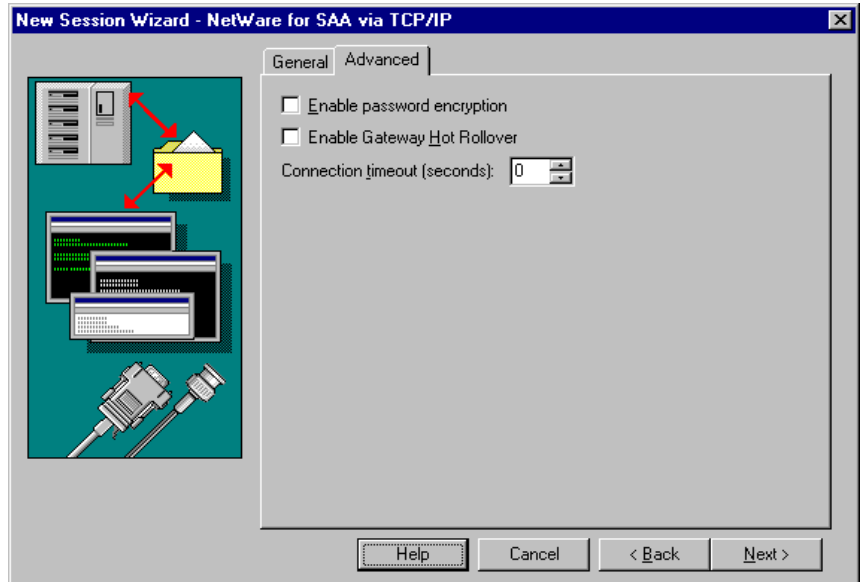 New Session Wizard - NetWare for SAA via TCP/IP
General Advanced
Enable password encryption
Enable Gateway Hot Rollover
Connection timeout (seconds): 0
Help Cancel < Back Next >